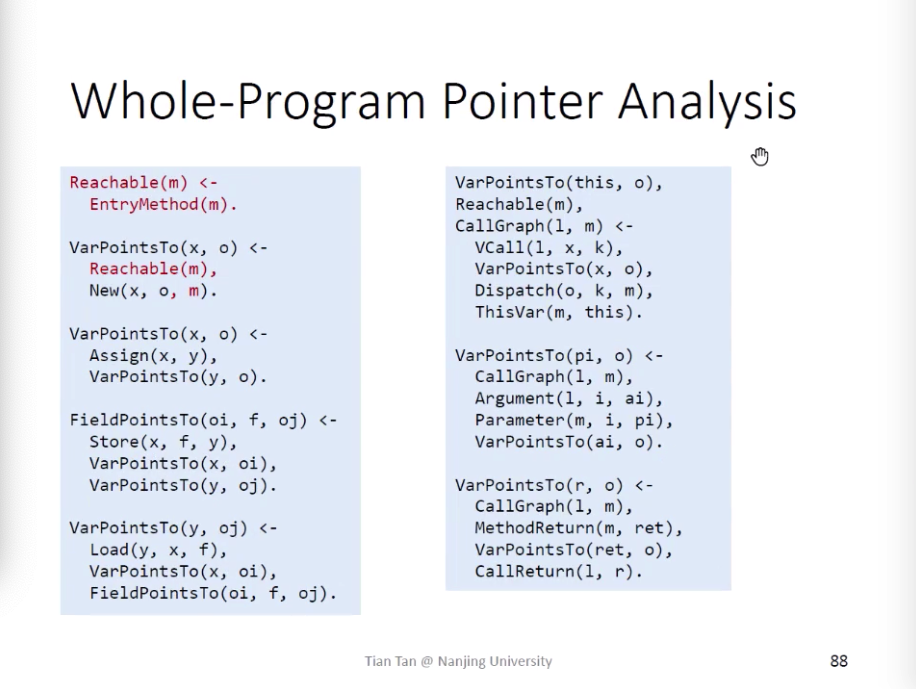 Whole-Program Pointer Analysis
Reachable(m) <-
EntryMethod(m).
VarPointsTo(x, o) <-
Reachable(m),
New(x, o, m).
VarPointsTo(x, o) <-
Assign(x, y),
VarPointsTo(y, o).
FieldPointsTo(oi, f, oj) <-
Store(x, f, y),
VarPointsTo(x, oi),
VarPointsTo(y, oj).
VarPointsTo(y, oj) <-
Load(y, x, f),
VarPointsTo(x, oi),
FieldPointsTo(oi, f, oj).
VarPointsTo(this, o),
Reachable(m),
CallGraph(l, m) <-
VCall(l, x, k),
VarPointsTo(x, o),
Dispatch(o, k, m),
ThisVar(m, this).
VarPointsTo(pi, o) <-
CallGraph(l, m),
Argument(l, i, ai),
Parameter(m, i, pi),
VarPointsTo(ai, o).
VarPointsTo(r, o) <-
CallGraph(l, m),
MethodReturn(m, ret),
VarPointsTo(ret, o),
CallReturn(l, r).
Tian Tan @ Nanjing University
88